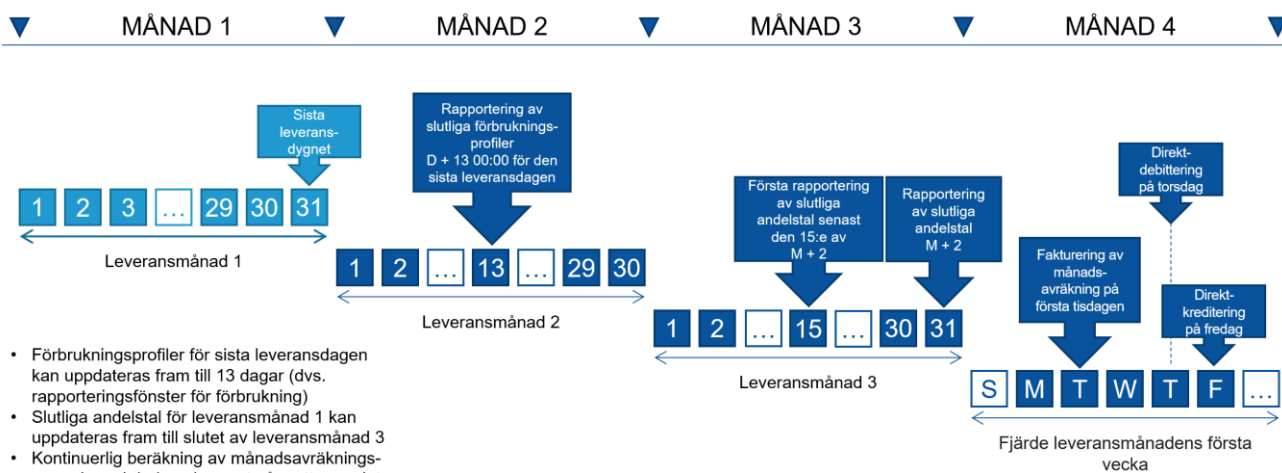 MÅNAD 1
MÅNAD 2
MÅNAD 3
MÅNAD 4
Sista
leverans-
dygnet
1 2 3 ... 29 30 31
Leveransmånad 1
Rapportering av
slutliga förbruknings-
profiler
D + 13 00:00 för den
sista leveransdagen
1 2 ... 13 ... 29 30
Leveransmånad 2
Första rapportering
av slutliga
andelstal senast
den 15:e av
M + 2
Rapportering
av slutliga
andelstal
M + 2
1 2 ... 15 ... 30 31
Leveransmånad 3
Fakturering av
månads-
avräkning på
första tisdagen
Direkt-
debittering
på torsdag
Direkt-
kreditering
på fredag
S M T W T F ...
Fjärde leveransmånadens första
vecka
• Förbrukningsprofiler för sista leveransdagen
kan uppdateras fram till 13 dagar (dvs.
rapporteringsfönster för förbrukning)
• Slutliga andelstal för leveransmånad 1 kan
uppdateras fram till slutet av leveransmånad 3
• Kontinuerlig beräkning av månadsavräknings-